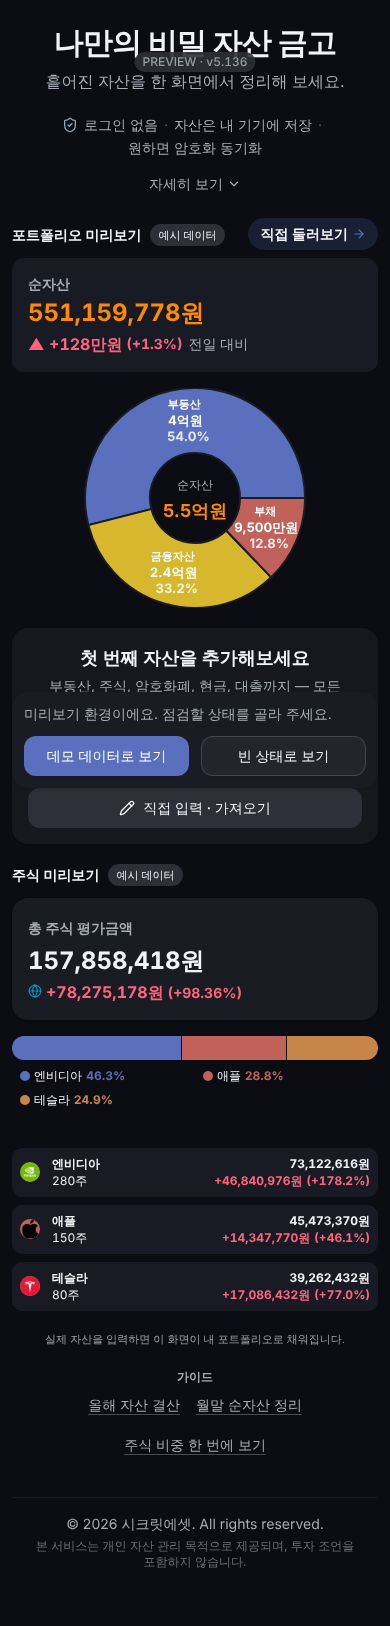 나만의 비밀 자산 금고
PREVIEW · v5.136
흩어진 자산을 한 화면에서 정리해 보세요.
로그인 없음 · 자산은 내 기기에 저장 ·
원하면 암호화 동기화
자세히 보기
포트폴리오 미리보기 예시 데이터 직접 둘러보기 →
순자산
551,159,778원
▲ +128만원 (+1.3%) 전일 대비
부동산
4억원
54.0%
순자산
5.5억원
부채
9,500만원
12.8%
금융자산
2.4억원
33.2%
첫 번째 자산을 추가해보세요
부동산, 주식, 암호화폐, 현금, 대출까지 — 모든
미리보기 환경이에요. 점검할 상태를 골라 주세요.
데모 데이터로 보기 빈 상태로 보기
직접 입력 · 가져오기
주식 미리보기 예시 데이터
총 주식 평가금액
157,858,418원
+78,275,178원 (+98.36%)
엔비디아 46.3% 애플 28.8%
테슬라 24.9%
엔비디아 73,122,616원
280주 +46,840,976원 (+178.2%)
애플 45,473,370원
150주 +14,347,770원 (+46.1%)
테슬라 39,262,432원
80주 +17,086,432원 (+77.0%)
실제 자산을 입력하면 이 화면이 내 포트폴리오로 채워집니다.
가이드
올해 자산 결산 월말 순자산 정리
주식 비중 한 번에 보기
© 2026 시크릿에셋. All rights reserved.
본 서비스는 개인 자산 관리 목적으로 제공되며, 투자 조언을
포함하지 않습니다.